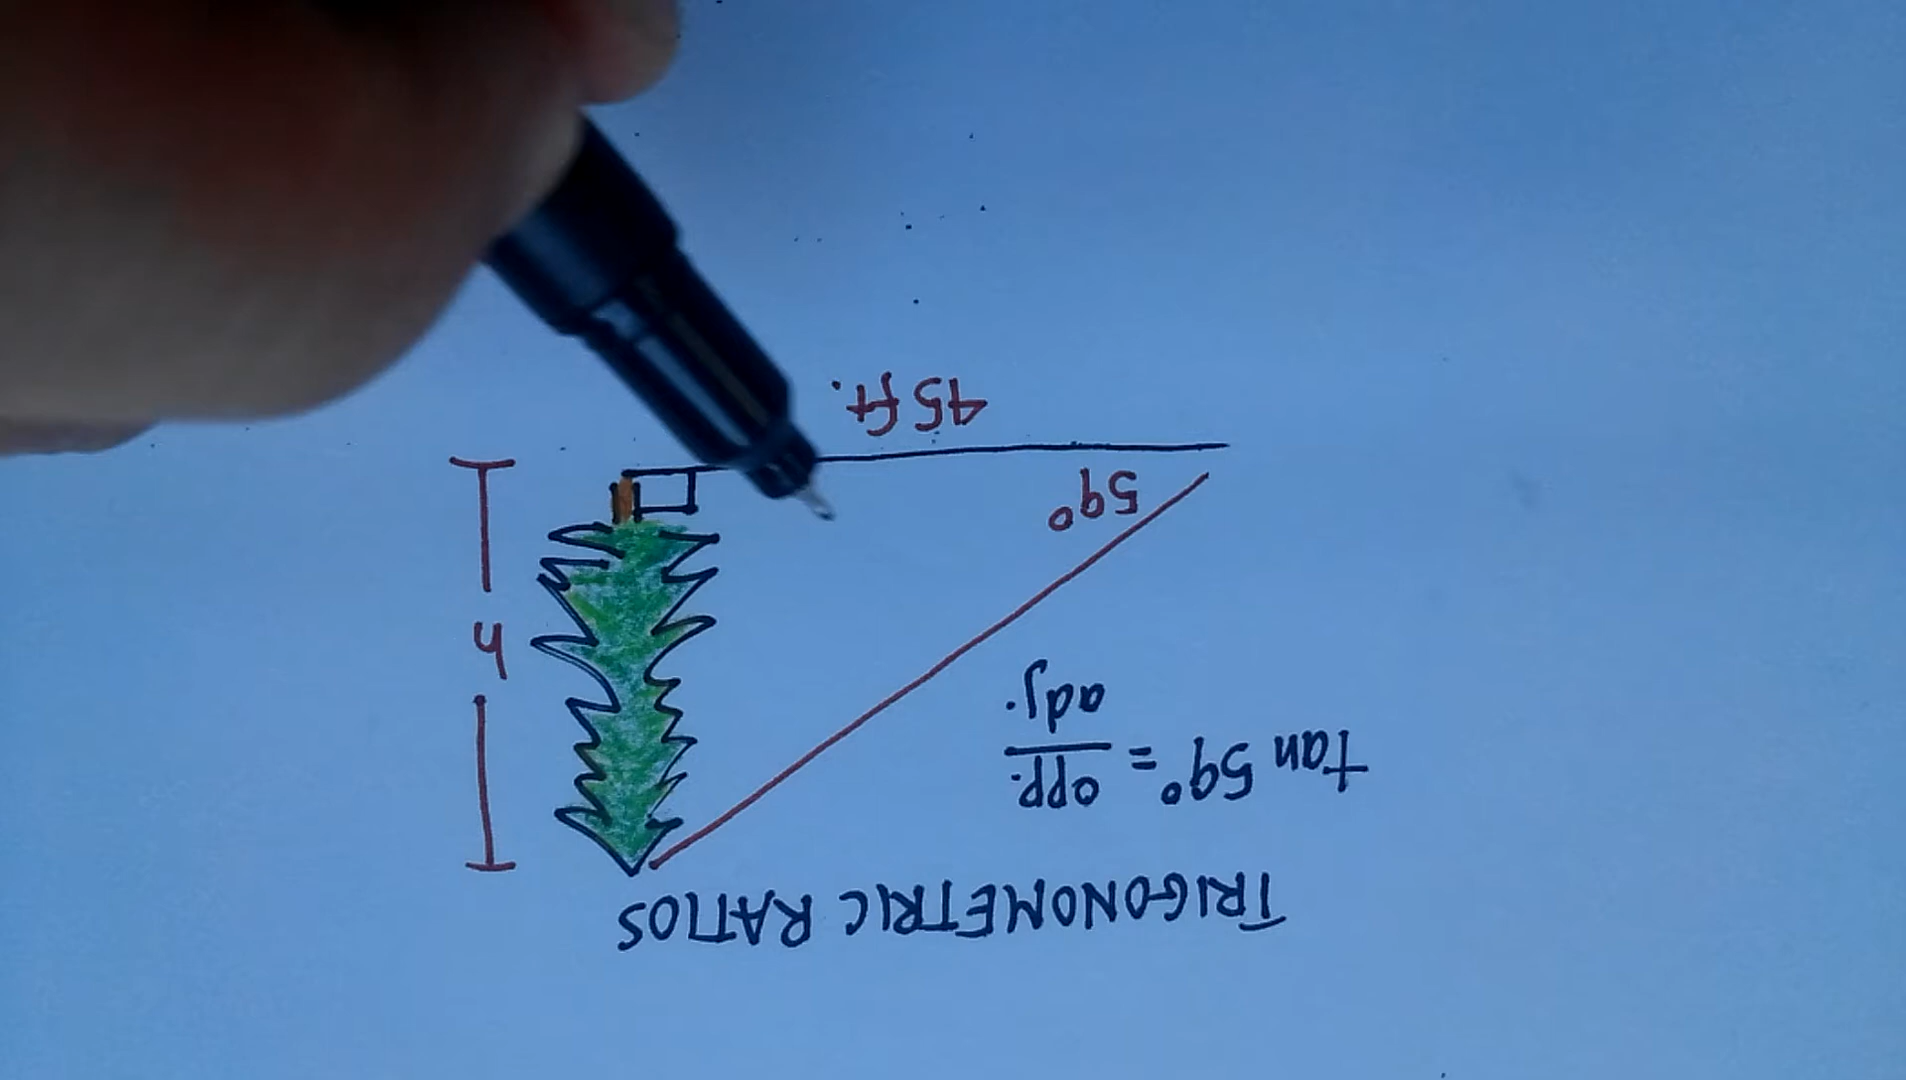 TRIGONOMETRIC RATIOS
tan 59° = opp.
adj.
h
59°
45 ft.